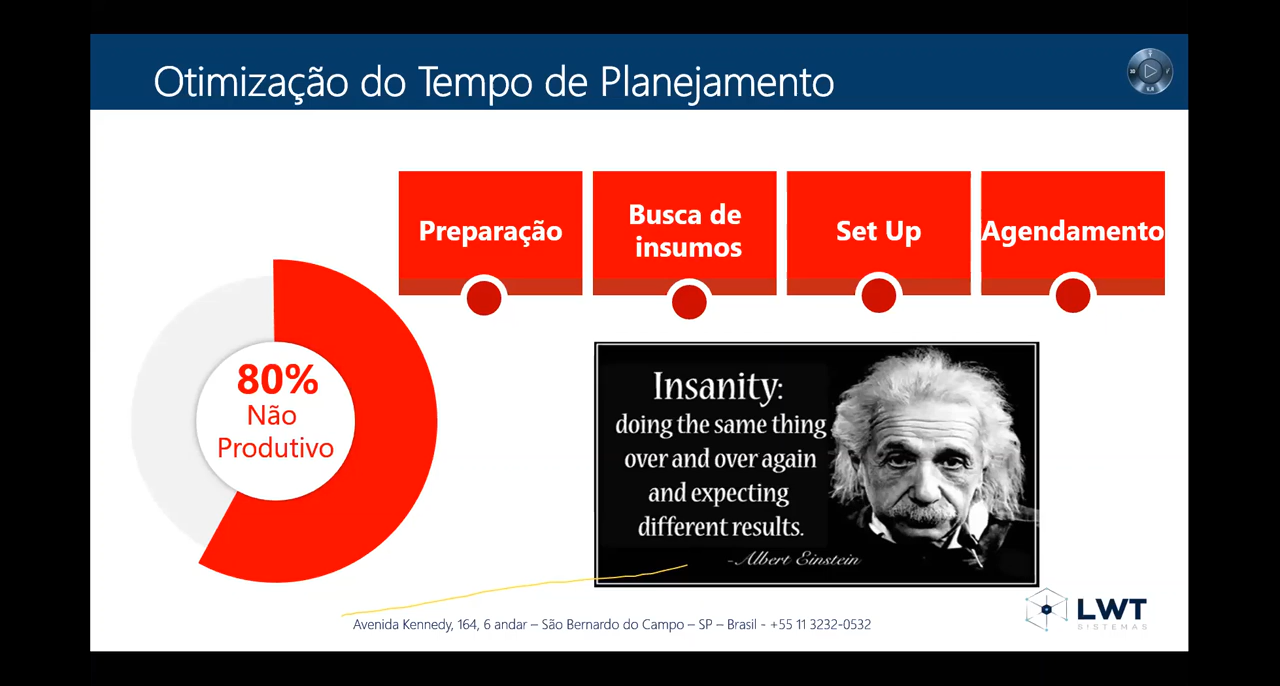 Otimização do Tempo de Planejamento
Preparação
Busca de
insumos
Set Up
Agendamento
80%
Não
Produtivo
Insanity:
doing the same thing
over and over again
and expecting
different results.
-Albert Einstein
LWT
SISTEMAS
Avenida Kennedy, 164, 6 andar – São Bernardo do Campo – SP – Brasil - +55 11 3232-0532